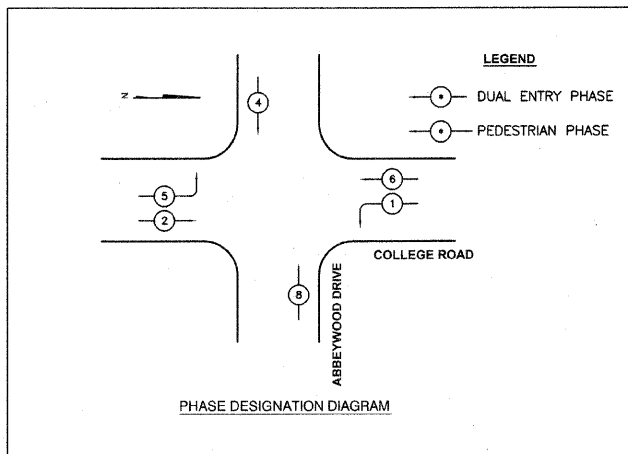 LEGEND
N
4
DUAL ENTRY PHASE
PEDESTRIAN PHASE
5
6
2
1
COLLEGE ROAD
8
ABBEYWOOD DRIVE
PHASE DESIGNATION DIAGRAM